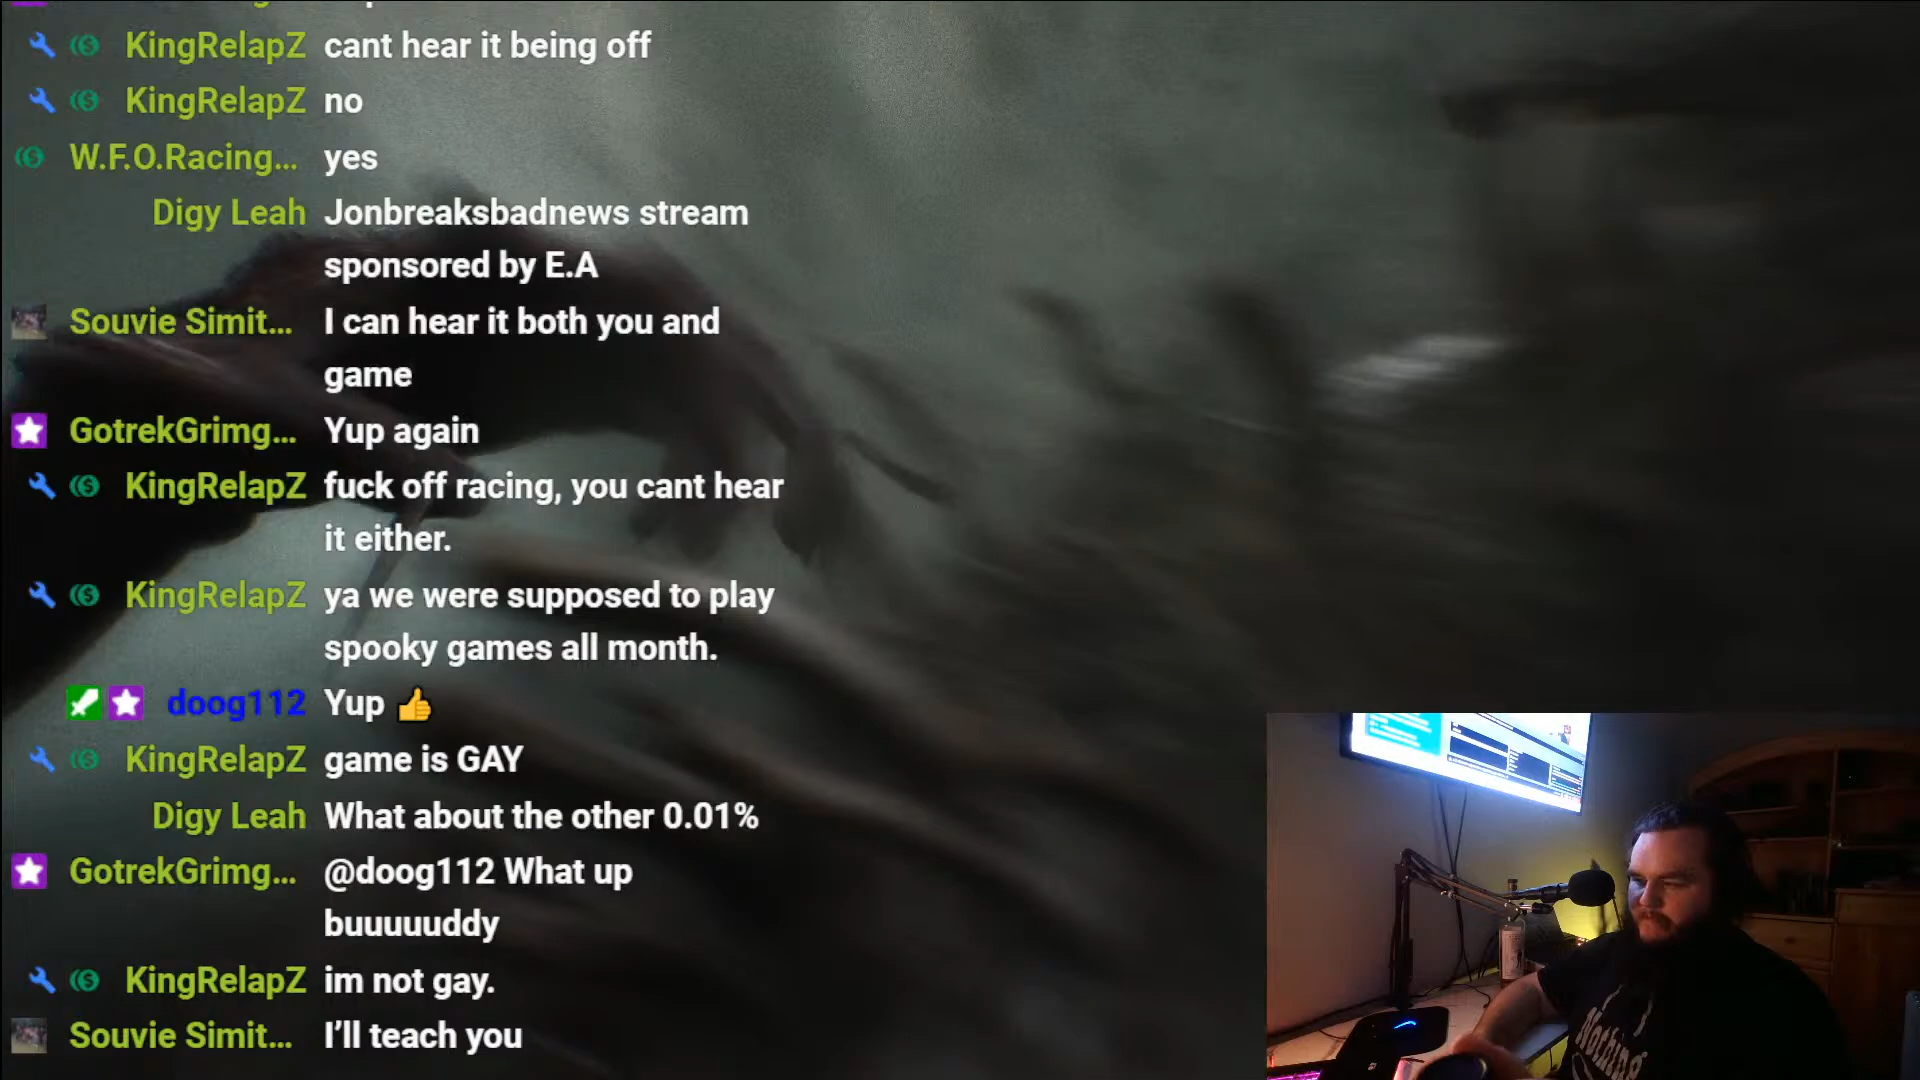 KingRelapZ cant hear it being off
KingRelapZ no
W.F.O.Racing... yes
Digy Leah Jonbreaksbadnews stream
sponsored by E.A
Souvie Simit... I can hear it both you and
game
GotrekGrimg... Yup again
KingRelapZ fuck off racing, you cant hear
it either.
KingRelapZ ya we were supposed to play
spooky games all month.
doog112 Yup 👍
KingRelapZ game is GAY
Digy Leah What about the other 0.01%
GotrekGrimg... @doog112 What up
buuuuuddy
KingRelapZ im not gay.
Souvie Simit... I’ll teach you
Nothing